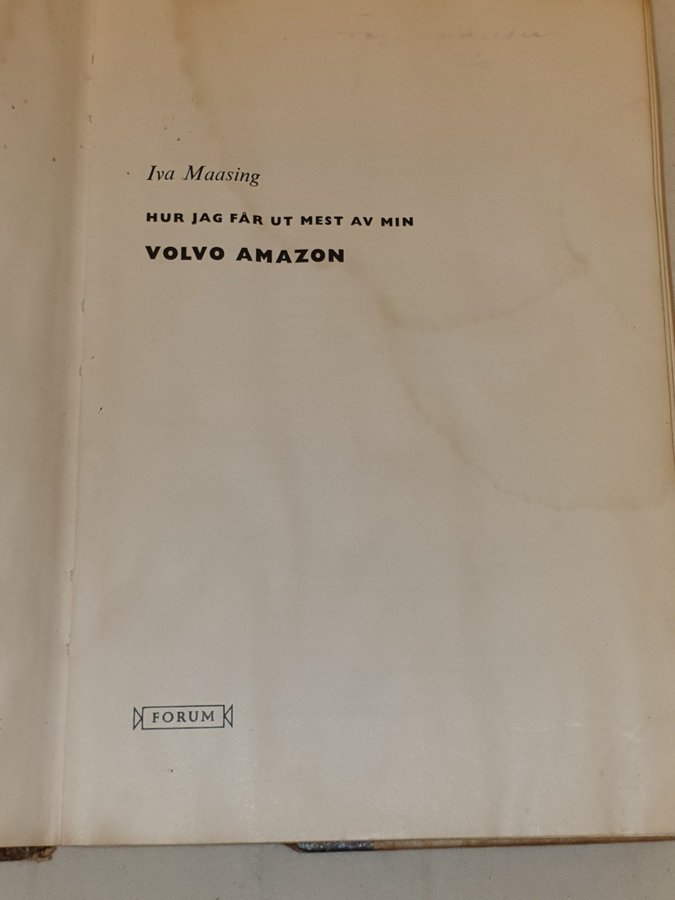 Iva Maasing
HUR JAG FÅR UT MEST AV MIN
VOLVO AMAZON
FORUM